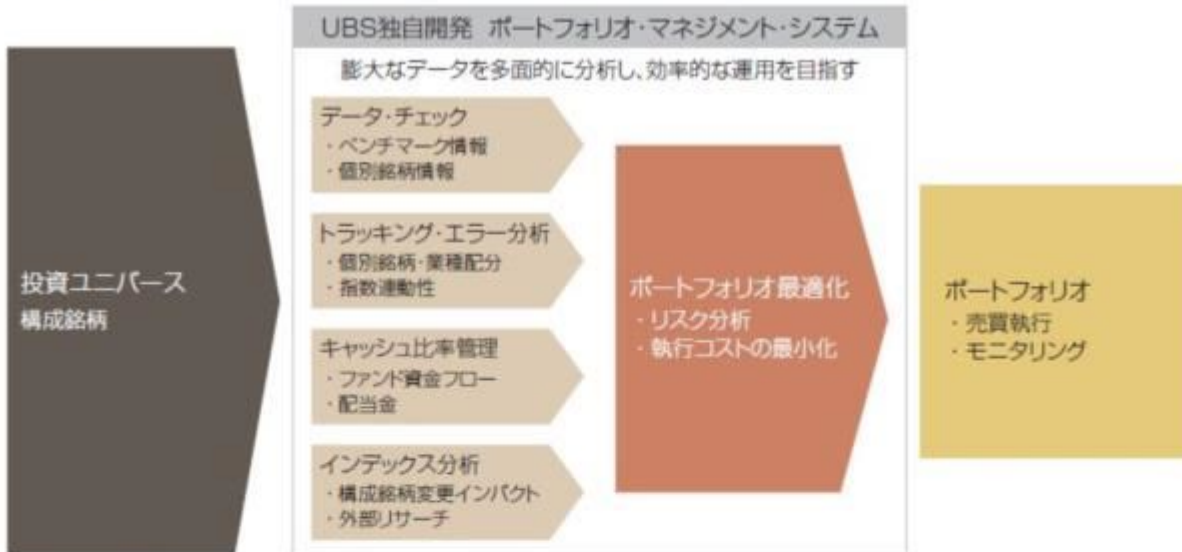 UBS独自開発 ポートフォリオ・マネジメント・システム
膨大なデータを多面的に分析し、効率的な運用を目指す
投資ユニバース
構成銘柄
データ・チェック
・ベンチマーク情報
・個別銘柄情報
トラッキング・エラー分析
・個別銘柄・業種配分
・指数連動性
キャッシュ比率管理
・ファンド資金フロー
・配当金
インデックス分析
・構成銘柄変更インパクト
・外部リサーチ
ポートフォリオ最適化
・リスク分析
・執行コストの最小化
ポートフォリオ
・売買執行
・モニタリング